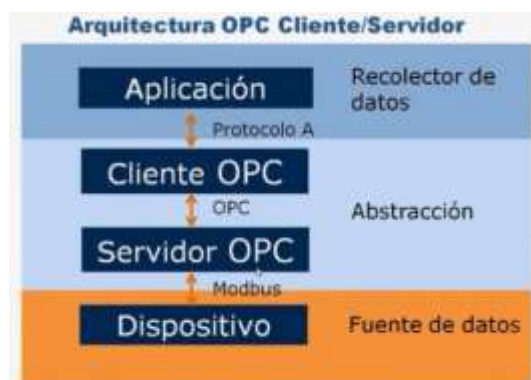 Arquitectura OPC Cliente/Servidor
Aplicación
Recolector de
datos
Protocolo A
Cliente OPC
OPC
Abstracción
Servidor OPC
Modbus
Dispositivo
Fuente de datos